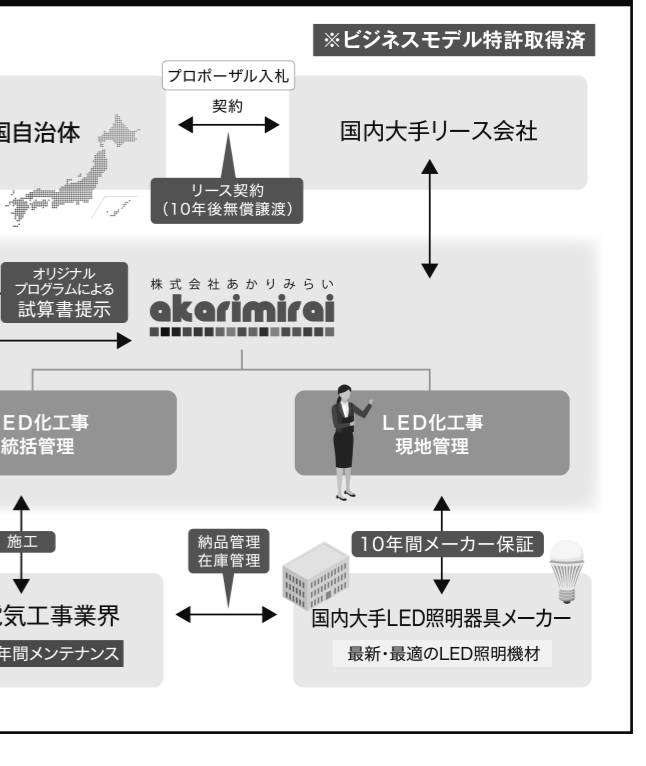 ※ビジネスモデル特許取得済
プロポーザル入札
契約
国自治体
国内大手リース会社
リース契約
（10年後無償譲渡）
オリジナル
プログラムによる
試算書提示
株式会社あかりみらい
akarimirai
ED化工事
統括管理
LED化工事
現地管理
施工
納品管理
在庫管理
10年間メーカー保証
気工事業界
年間メンテナンス
国内大手LED照明器具メーカー
最新・最適のLED照明機材